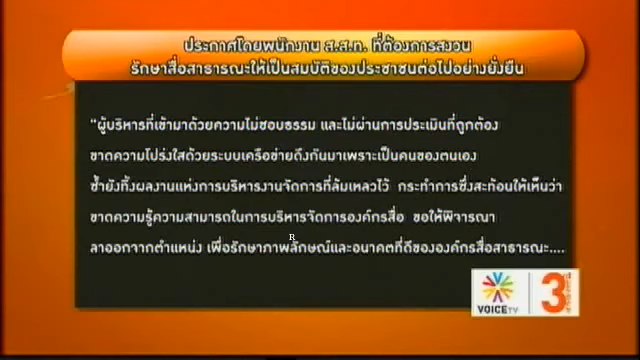 ประกาศโดยพนักงาน ส.ส.ท. ที่ต้องการสงวน
รักษาสื่อสาธารณะให้เป็นสมบัติของประชาชนต่อไปอย่างยั่งยืน
“ผู้บริหารที่เข้ามาด้วยความไม่ชอบธรรม และไม่ผ่านการประเมินที่ถูกต้อง
ขาดความโปร่งใสด้วยระบบเครือข่ายดึงกันมาเพราะเป็นคนของตนเอง
ซ้ำยังทิ้งผลงานแห่งการบริหารงานจัดการที่ล้มเหลวไว้ กระทำการซึ่งสะท้อนให้เห็นว่า
ขาดความรู้ความสามารถในการบริหารจัดการองค์กรสื่อ ขอให้พิจารณา
ลาออกจากตำแหน่ง เพื่อรักษาภาพลักษณ์และอนาคตที่ดีขององค์กรสื่อสาธารณะ....
R
VOICE TV
3